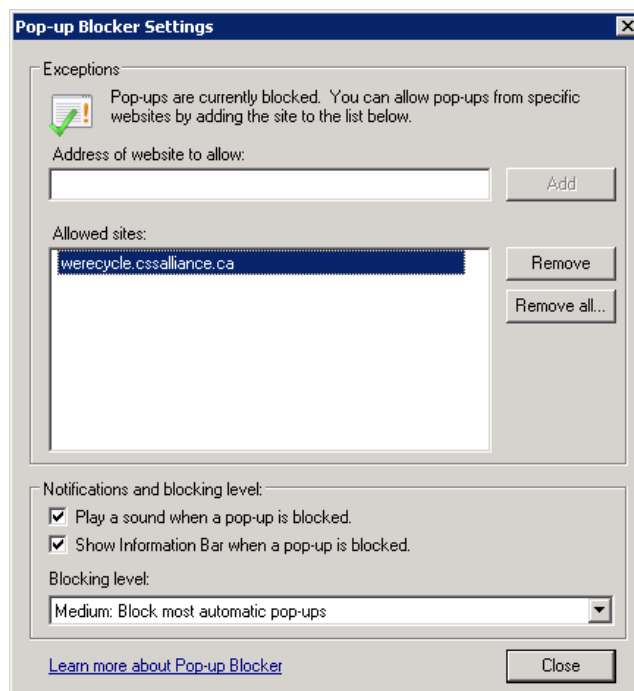 Pop-up Blocker Settings
Exceptions
Pop-ups are currently blocked. You can allow pop-ups from specific
websites by adding the site to the list below.
Address of website to allow:
Add
Allowed sites:
werecycle.cssalliance.ca
Remove
Remove all...
Notifications and blocking level:
Play a sound when a pop-up is blocked.
Show Information Bar when a pop-up is blocked.
Blocking level:
Medium: Block most automatic pop-ups
Learn more about Pop-up Blocker
Close